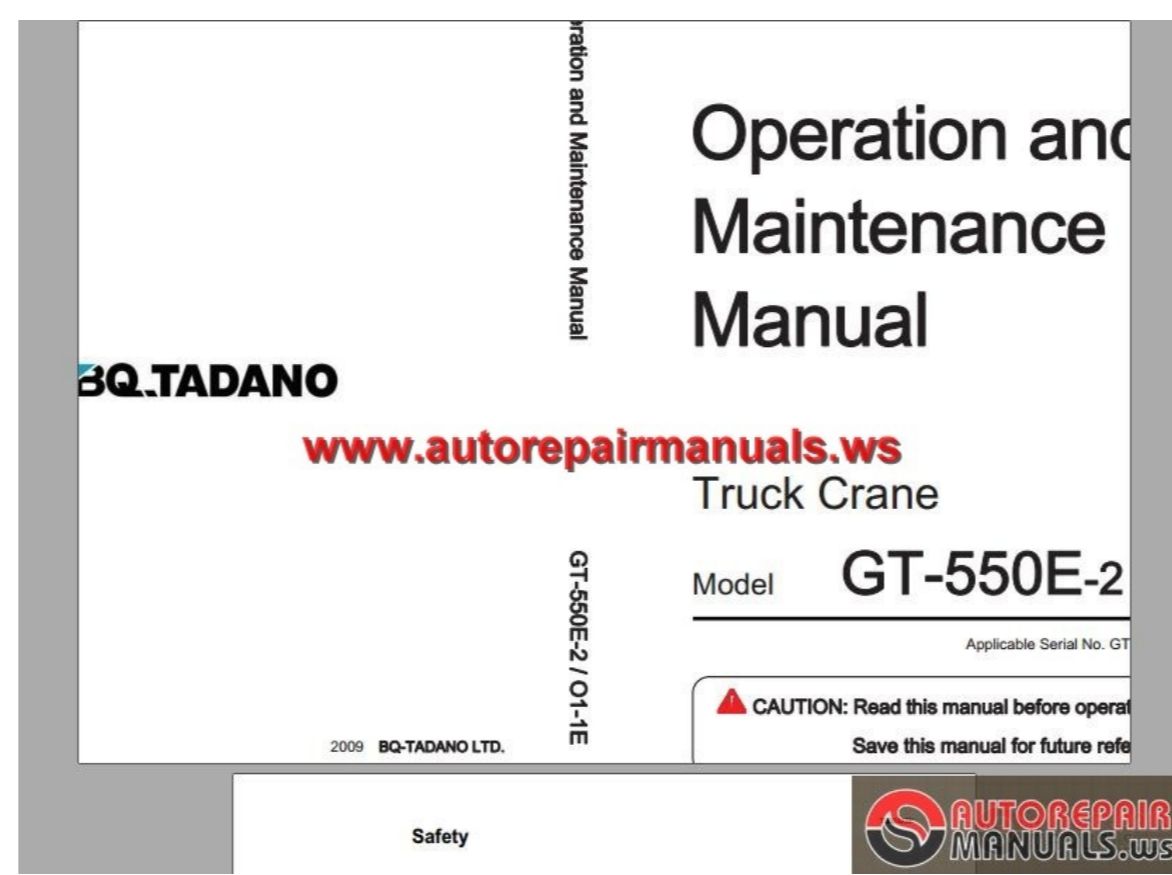 ration and Maintenance Manual
Operation and
Maintenance
Manual
BQ.TADANO
www.autorepairmanuals.ws
Truck Crane
Model GT-550E-2
GT-550E-2 / O1-1E
Applicable Serial No. GT
CAUTION: Read this manual before operat
Save this manual for future refe
2009 BQ-TADANO LTD.
Safety
AUTOREPAIR
MANUALS.ws